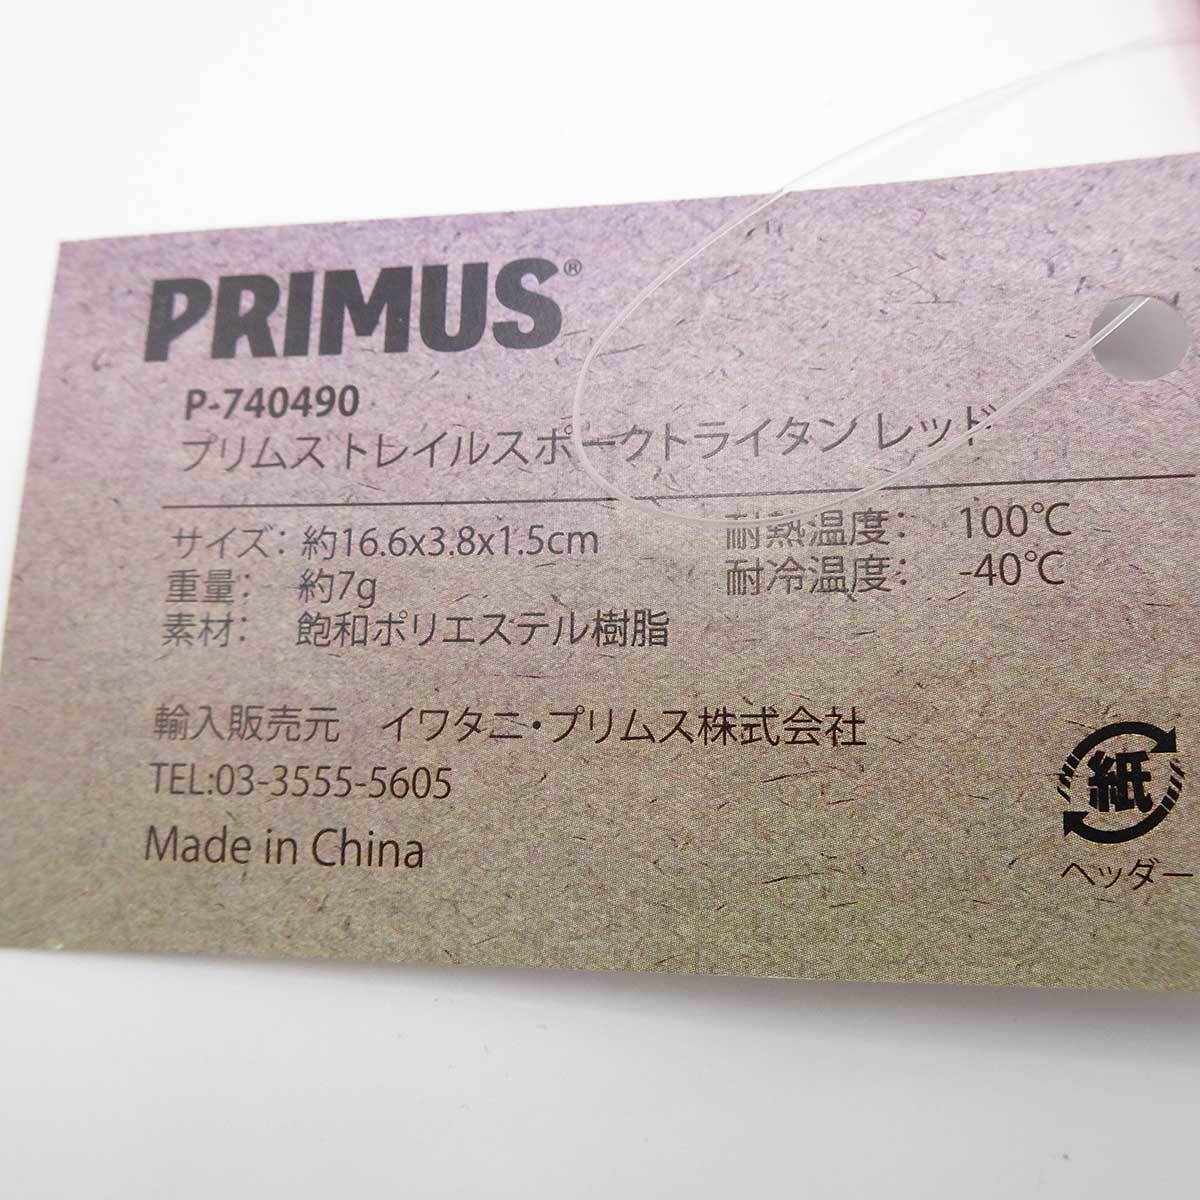 PRIMUS®
P-740490
プリムス トレイルスポークトライタン レッド
サイズ： 約16.6x3.8x1.5cm 耐熱温度： 100℃
重量： 約7g 耐冷温度： -40℃
素材： 飽和ポリエステル樹脂
輸入販売元 イワタニ・プリムス株式会社
TEL:03-3555-5605
Made in China
紙
ヘッダー